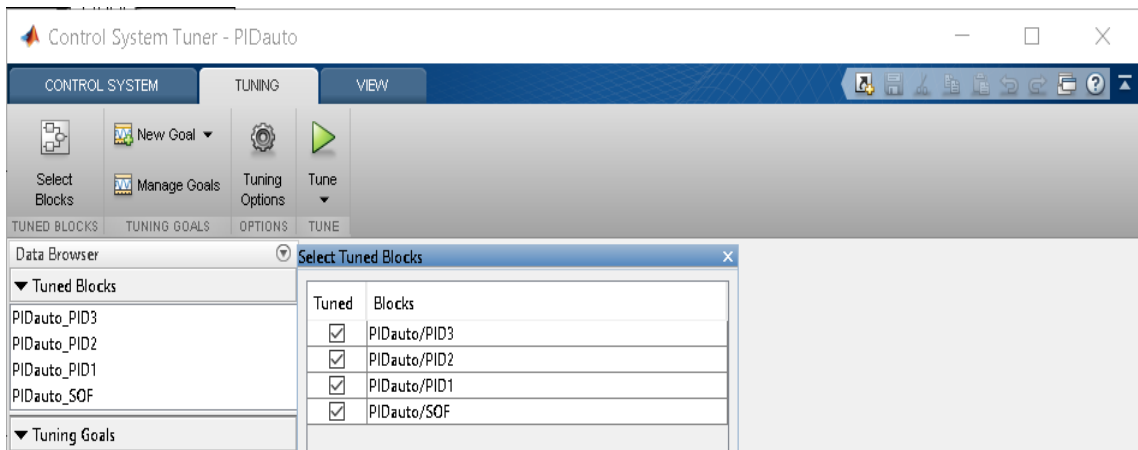 Control System Tuner - PIDauto
CONTROL SYSTEM TUNING VIEW
New Goal
Select Blocks
Manage Goals
Tuning Options
Tune
TUNED BLOCKS TUNING GOALS OPTIONS TUNE
Data Browser
Tuned Blocks
PIDauto_PID3
PIDauto_PID2
PIDauto_PID1
PIDauto_SOF
Tuning Goals
Select Tuned Blocks
Tuned Blocks
PIDauto/PID3
PIDauto/PID2
PIDauto/PID1
PIDauto/SOF